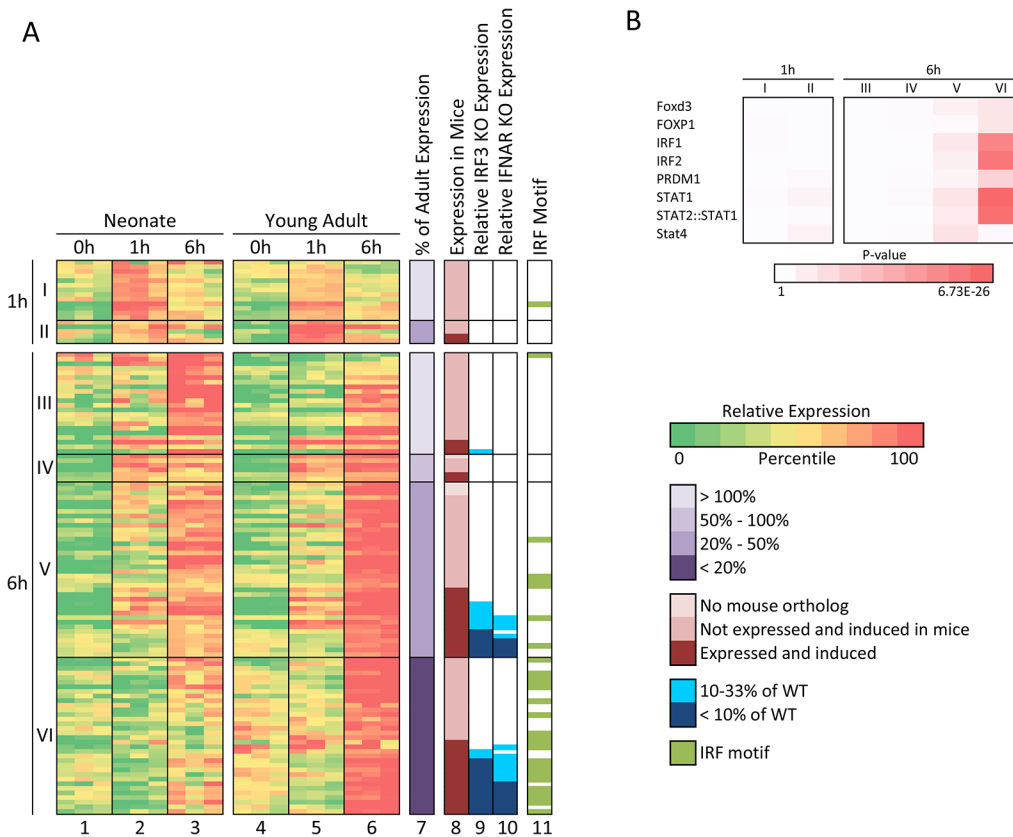 A
Neonate
Young Adult
0h 1h 6h
0h 1h 6h
% of Adult Expression
Expression in Mice
Relative IRF3 KO Expression
Relative IFNAR KO Expression
IRF Motif
1h
I
II
6h
III
IV
V
VI
1 2 3 4 5 6 7 8 9 10 11
B
1h 6h
I II III IV V VI
Foxd3
FOXP1
IRF1
IRF2
PRDM1
STAT1
STAT2::STAT1
Stat4
P-value
1 6.73E-26
Relative Expression
0 Percentile 100
> 100%
50% - 100%
20% - 50%
< 20%
No mouse ortholog
Not expressed and induced in mice
Expressed and induced
10-33% of WT
< 10% of WT
IRF motif